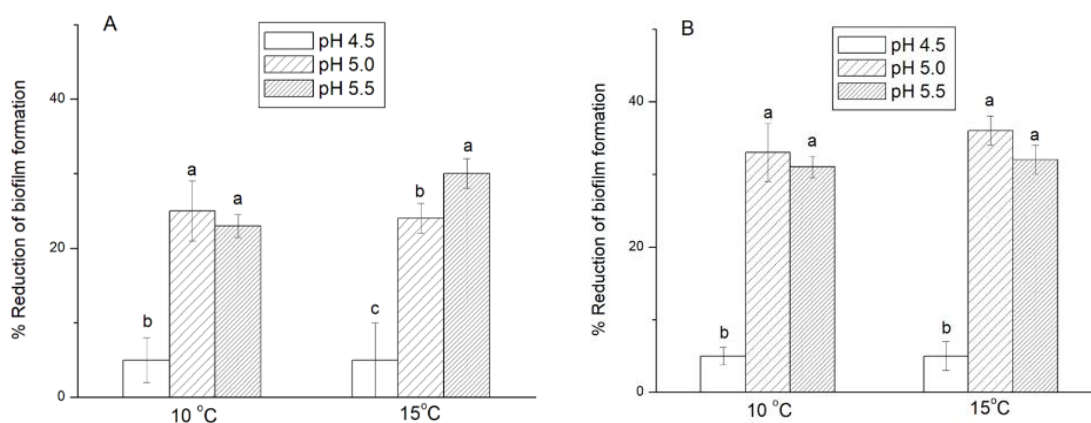 A
pH 4.5
pH 5.0
pH 5.5
% Reduction of biofilm formation
40
20
0
b
a
a
c
b
a
10 °C
15°C
B
pH 4.5
pH 5.0
pH 5.5
% Reduction of biofilm formation
40
20
0
b
a
a
b
a
a
10 °C
15°C